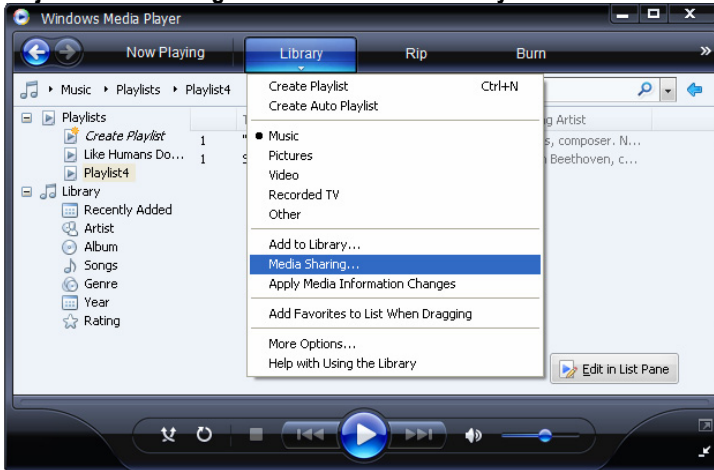 Windows Media Player
Now Playing
Library
Rip
Burn
»
Music ▸ Playlists ▸ Playlist4
Playlists
Create Playlist
Like Humans Do...
Playlist4
Library
Recently Added
Artist
Album
Songs
Genre
Year
Rating
1
1
Create Playlist Ctrl+N
Create Auto Playlist
Music
Pictures
Video
Recorded TV
Other
Add to Library...
Media Sharing...
Apply Media Information Changes
Add Favorites to List When Dragging
More Options...
Help with Using the Library
Artist
s, composer. N...
Beethoven, c...
Edit in List Pane